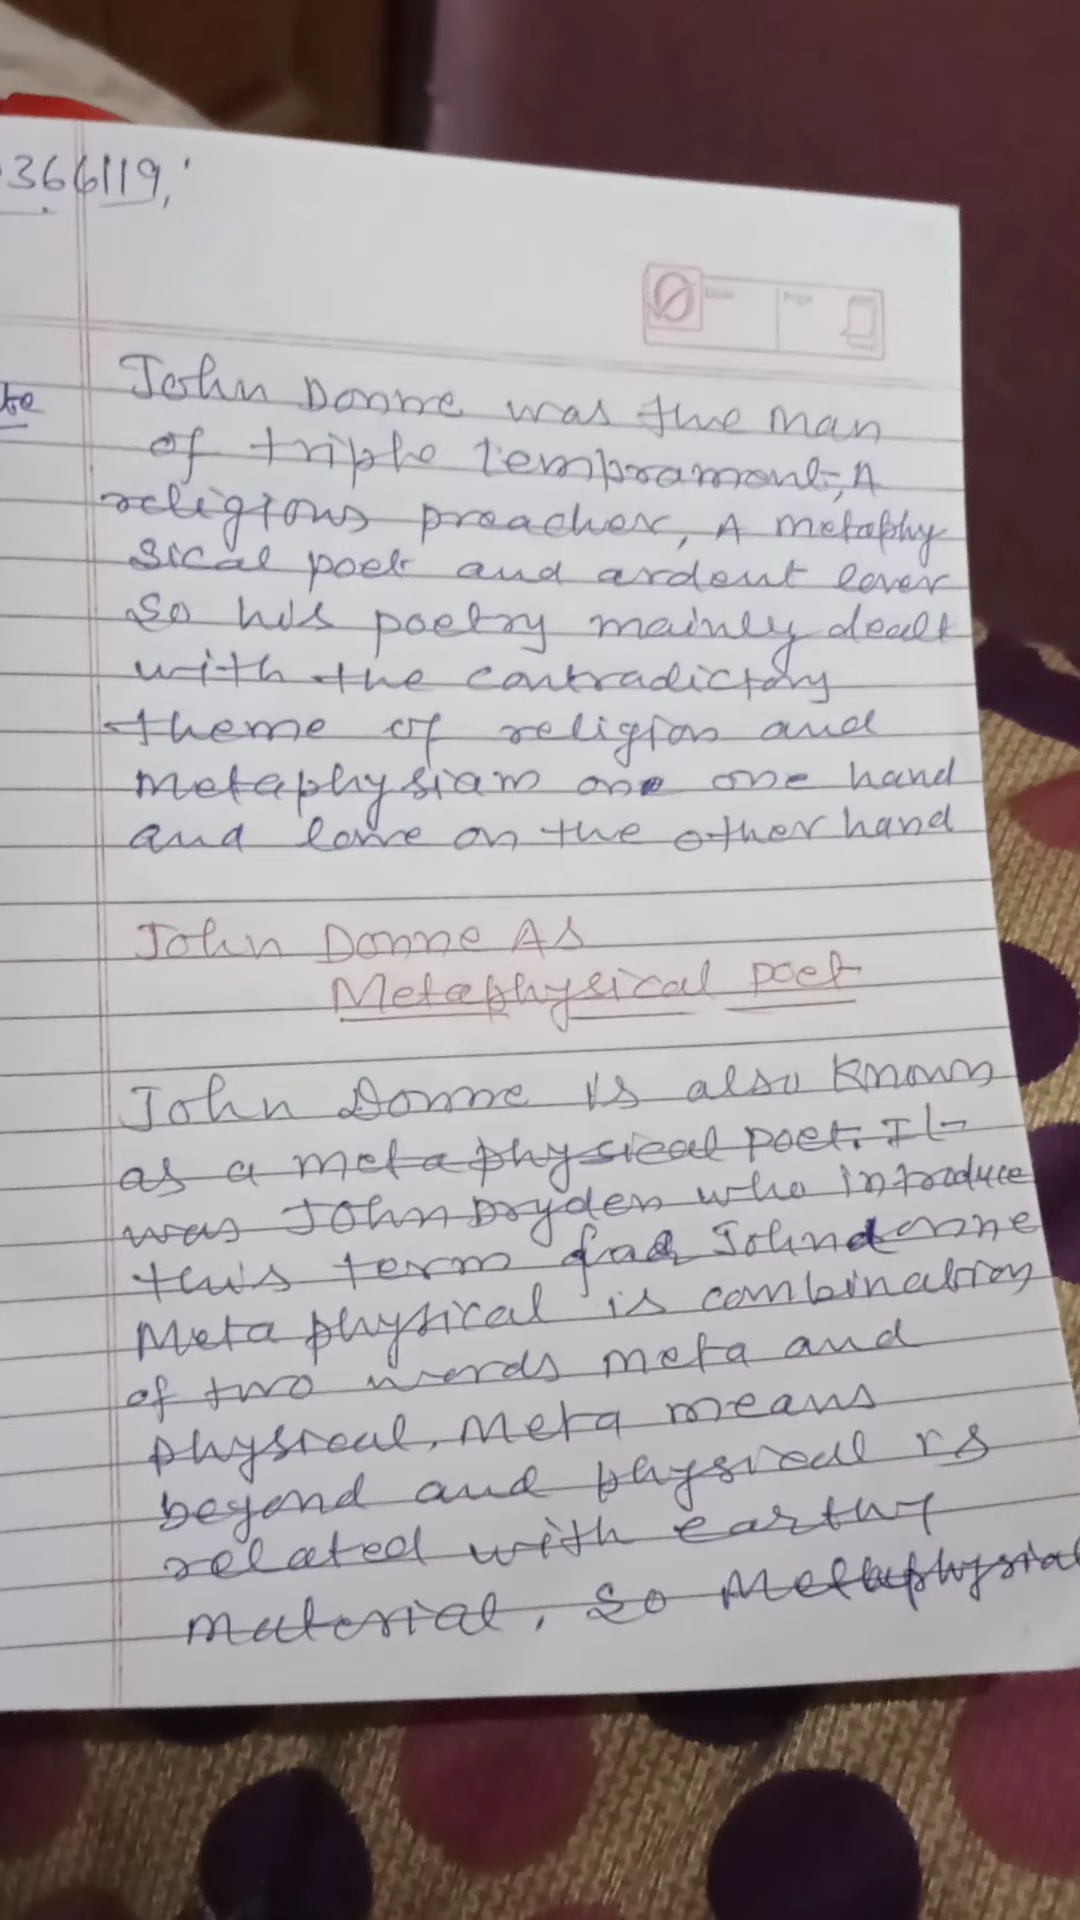 366119,
John Donne was the man
of triple tempramont-, A
religious preacher, A metaphy
sical poet and ardent lover
So his poetry mainly dealt
with the contradictory
theme of religion and
metaphysiam one one hand
and love on the other hand
John Donne As
Metaphysical poet
John Donne is also known
as a metaphysical poet. It
was John Dryden who introduce
this term for John donne
Metaphysical is combination
of two words meta and
physical, Meta means
beyond and physical is
related with earthy
material, So Metaphysial